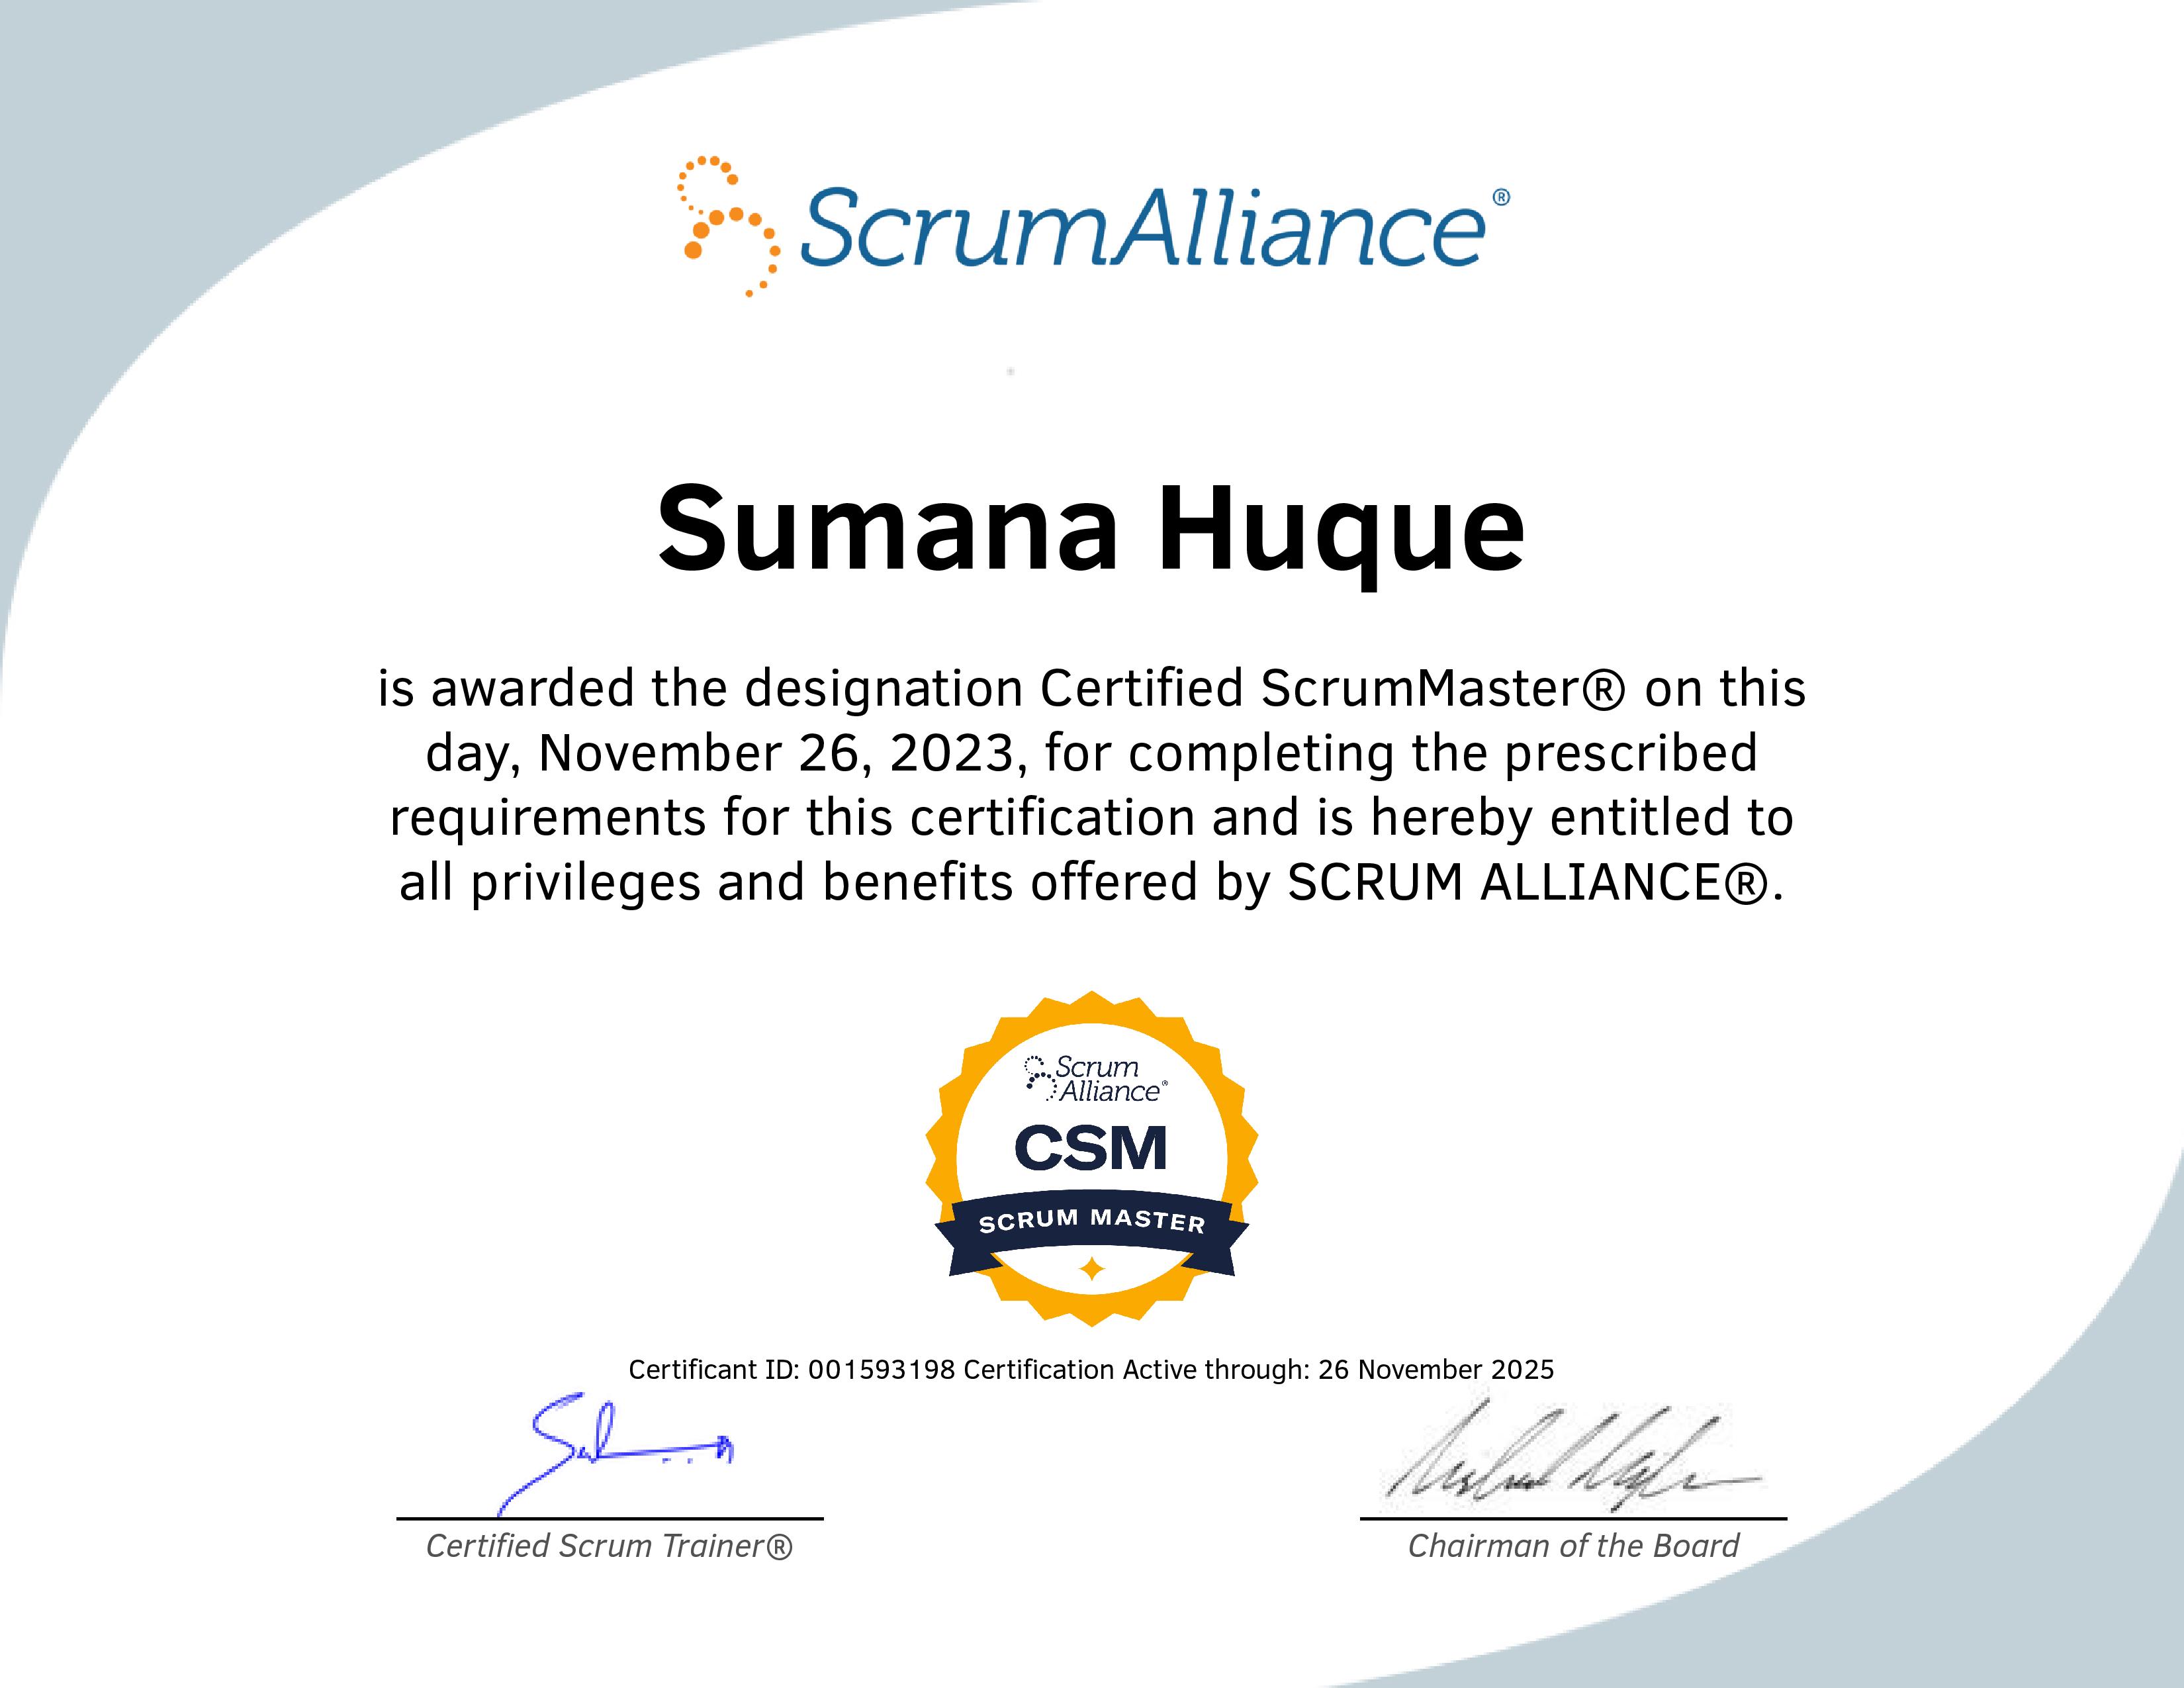 ScrumAlliance®
Sumana Huque
is awarded the designation Certified ScrumMaster® on this
day, November 26, 2023, for completing the prescribed
requirements for this certification and is hereby entitled to
all privileges and benefits offered by SCRUM ALLIANCE®.
Scrum
Alliance®
CSM
SCRUM MASTER
Certificant ID: 001593198 Certification Active through: 26 November 2025
Certified Scrum Trainer®
Chairman of the Board